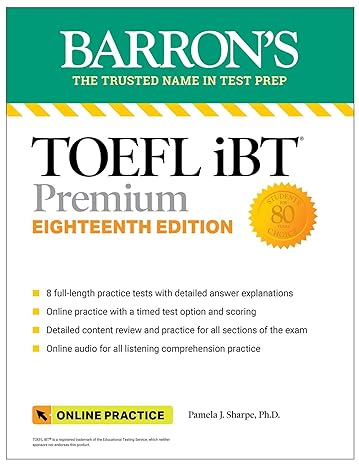 BARRON'S
THE TRUSTED NAME IN TEST PREP
TOEFL iBT®
Premium
EIGHTEENTH EDITION
STUDENTS'
FOR
80
YEARS
CHOICE
8 full-length practice tests with detailed answer explanations
Online practice with a timed test option and scoring
Detailed content review and practice for all sections of the exam
Online audio for all listening comprehension practice
ONLINE PRACTICE
Pamela J. Sharpe, Ph.D.
TOEFL iBT® is a registered trademark of the Educational Testing Service, which neither
sponsors nor endorses this product.